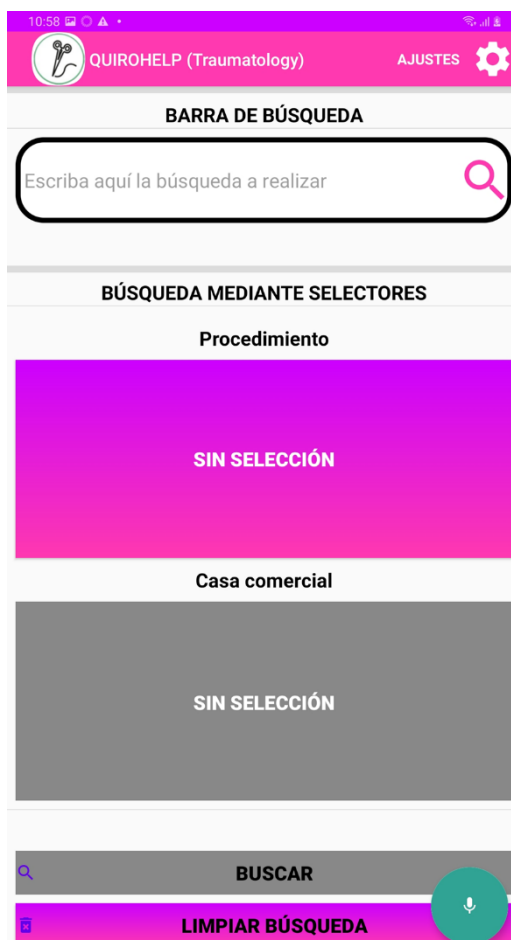 10:58
QUIROHELP (Traumatology) AJUSTES
BARRA DE BÚSQUEDA
Escriba aquí la búsqueda a realizar
BÚSQUEDA MEDIANTE SELECTORES
Procedimiento
SIN SELECCIÓN
Casa comercial
SIN SELECCIÓN
BUSCAR
LIMPIAR BÚSQUEDA